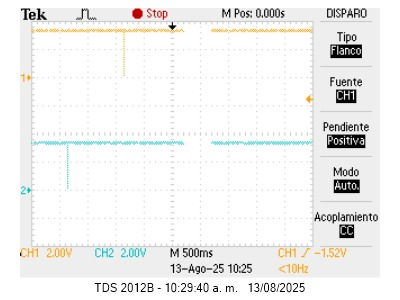 Tek Stop M Pos: 0.000s DISPARO
Tipo
Flanco
Fuente
CH1
Pendiente
Positiva
Modo
Auto.
Acoplamiento
CC
1
2
CH1 2.00V CH2 2.00V M 500ms CH1 -1.52V
13-Ago-25 10:25 <10Hz
TDS 2012B - 10:29:40 a. m. 13/08/2025